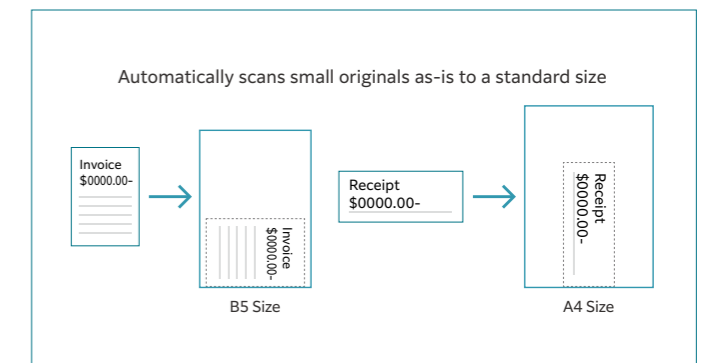 Automatically scans small originals as-is to a standard size
Invoice
$0000.00-
Invoice
$0000.00-
B5 Size
Receipt
$0000.00-
Receipt
$0000.00-
A4 Size